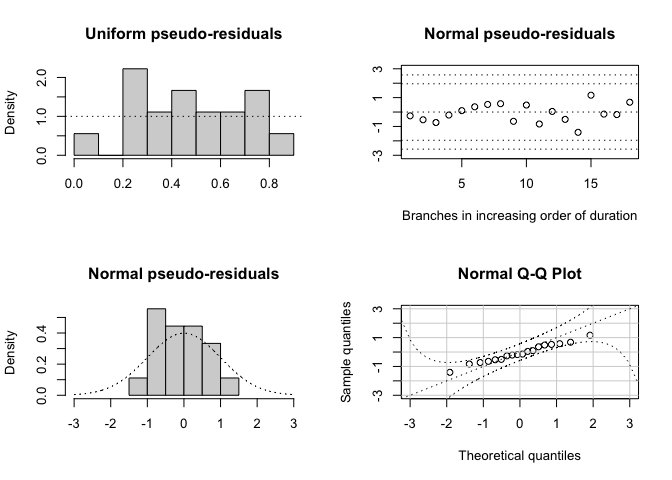 Uniform pseudo-residuals
Density
2.0
1.0
0.0
0.0 0.2 0.4 0.6 0.8
Normal pseudo-residuals
3
1
-1
-3
5 10 15
Branches in increasing order of duration
Normal pseudo-residuals
Density
0.4
0.2
0.0
-3 -2 -1 0 1 2 3
Normal Q-Q Plot
Sample quantiles
3
1
-1
-3
-3 -2 -1 0 1 2 3
Theoretical quantiles